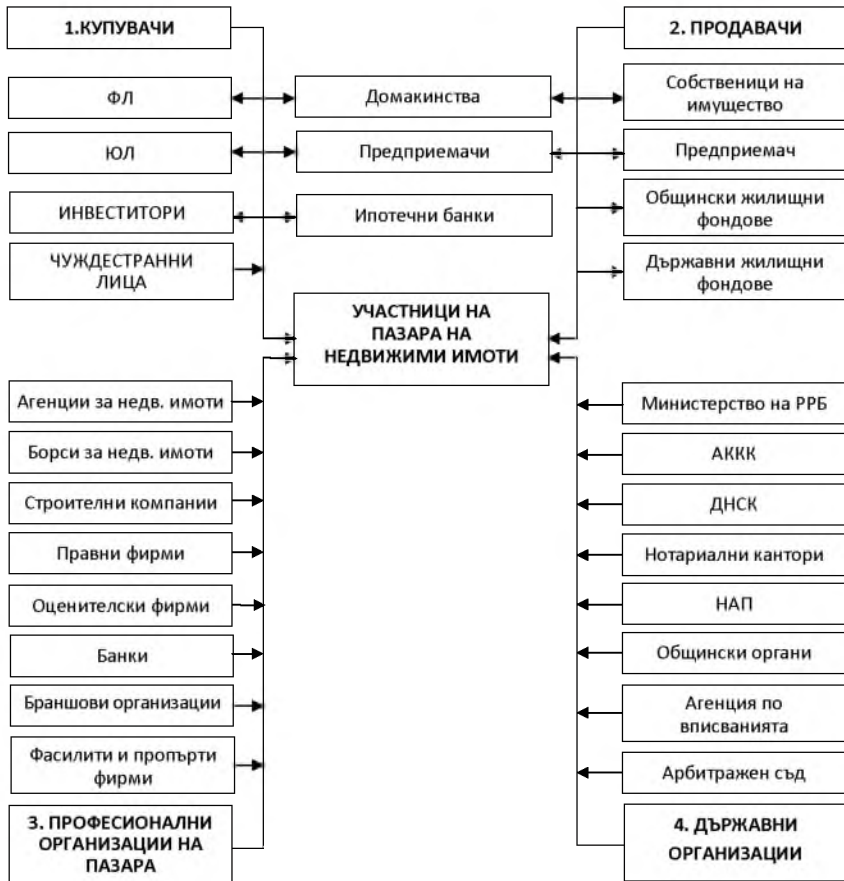 1.КУПУВАЧИ
2. ПРОДАВАЧИ
ФЛ
Домакинства
Собственици на
имущество
ЮЛ
Предприемачи
Предприемач
ИНВЕСТИТОРИ
Ипотечни банки
Общински жилищни
фондове
ЧУЖДЕСТРАННИ
ЛИЦА
Държавни жилищни
фондове
УЧАСТНИЦИ НА
ПАЗАРА НА
НЕДВИЖИМИ ИМОТИ
Агенции за недв. имоти
Министерство на РРБ
Борси за недв. имоти
АККК
Строителни компании
ДНСК
Правни фирми
Нотариални кантори
Оценителски фирми
НАП
Банки
Общински органи
Браншови организации
Агенция по
вписванията
Фасилити и пропърти
фирми
Арбитражен съд
3. ПРОФЕСИОНАЛНИ
ОРГАНИЗАЦИИ НА
ПАЗАРА
4. ДЪРЖАВНИ
ОРГАНИЗАЦИИ